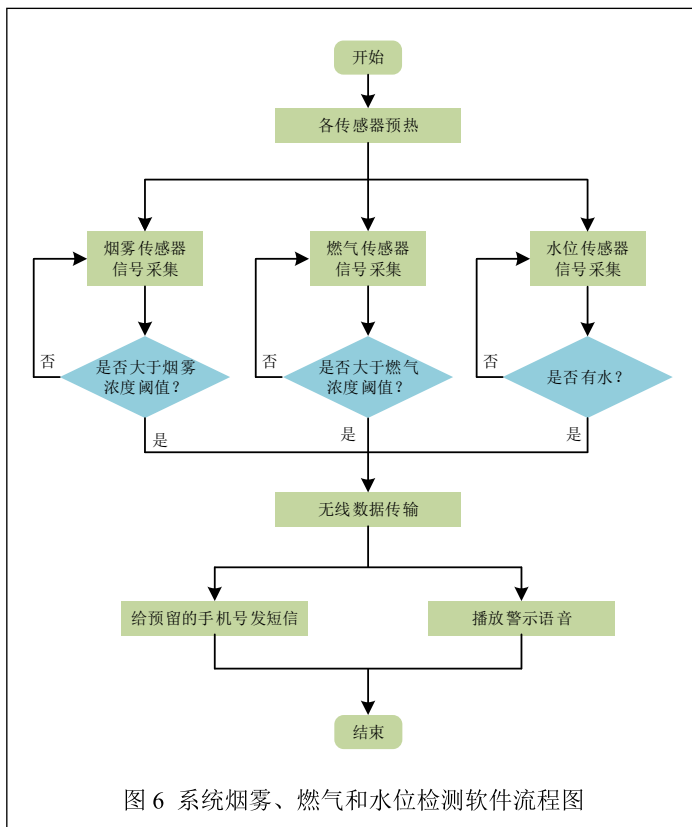 开始
各传感器预热
烟雾传感器
信号采集
燃气传感器
信号采集
水位传感器
信号采集
否
是否大于烟雾
浓度阈值？
否
是否大于燃气
浓度阈值？
否
是否有水？
是
是
是
无线数据传输
给预留的手机号发短信
播放警示语音
结束
图 6 系统烟雾、燃气和水位检测软件流程图